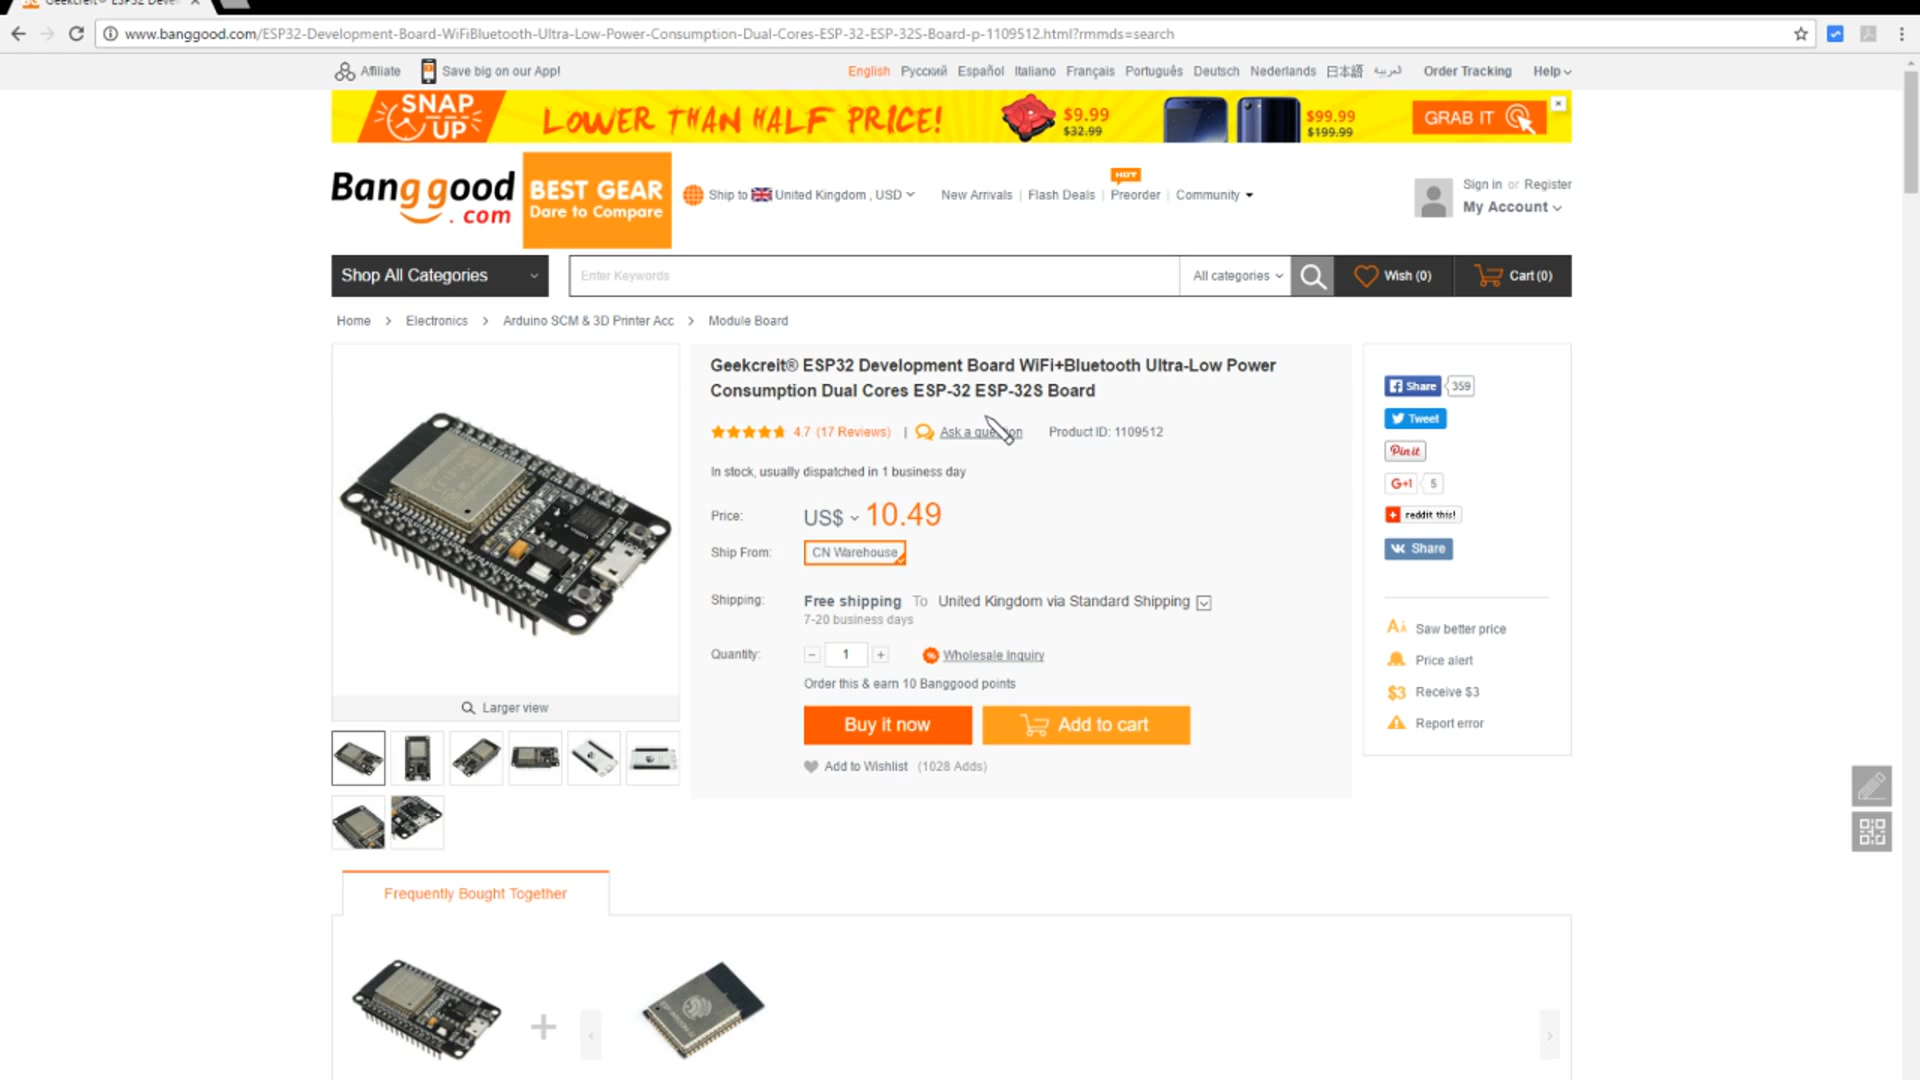 Geekcreit® ESP32 Devel
www.banggood.com/ESP32-Development-Board-WiFiBluetooth-Ultra-Low-Power-Consumption-Dual-Cores-ESP-32-ESP-32S-Board-p-1109512.html?rmmds=search
Affiliate Save big on our App! English Русский Español Italiano Français Português Deutsch Nederlands 日本語 العربية Order Tracking Help
SNAP UP LOWER THAN HALF PRICE! $9.99 $32.99 $99.99 $199.99 GRAB IT
Banggood.com BEST GEAR Dare to Compare
Ship to United Kingdom , USD New Arrivals | Flash Deals | Preorder | Community
HOT
Sign in or Register
My Account
Shop All Categories Enter Keywords All categories Wish (0) Cart (0)
Home > Electronics > Arduino SCM & 3D Printer Acc > Module Board
Geekcreit® ESP32 Development Board WiFi+Bluetooth Ultra-Low Power
Consumption Dual Cores ESP-32 ESP-32S Board
4.7 (17 Reviews) | Ask a question Product ID: 1109512
In stock, usually dispatched in 1 business day
Price: US$ 10.49
Ship From: CN Warehouse
Shipping: Free shipping To United Kingdom via Standard Shipping
7-20 business days
Quantity: - 1 + Wholesale Inquiry
Order this & earn 10 Banggood points
Buy it now Add to cart
Add to Wishlist (1028 Adds)
Share 359
Tweet
Pin it
G+1 5
reddit this!
Share
Saw better price
Price alert
$3 Receive $3
Report error
Larger view
Frequently Bought Together